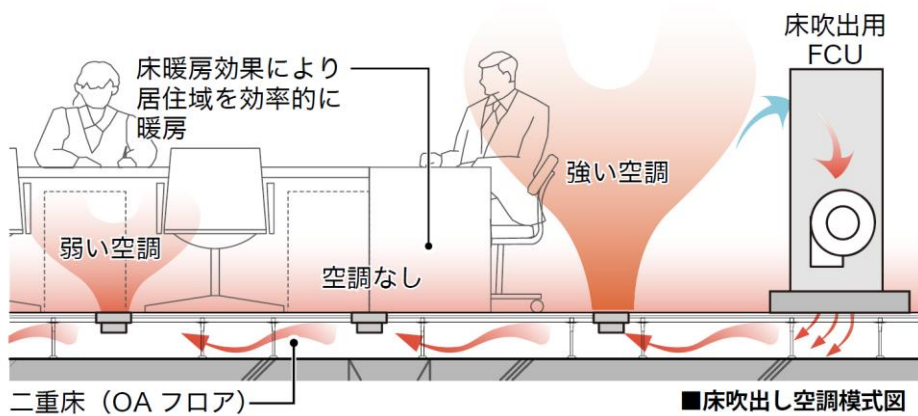 床吹出用
FCU
床暖房効果により
居住域を効率的に
暖房
強い空調
弱い空調
空調なし
二重床（OA フロア）
■床吹出し空調模式図